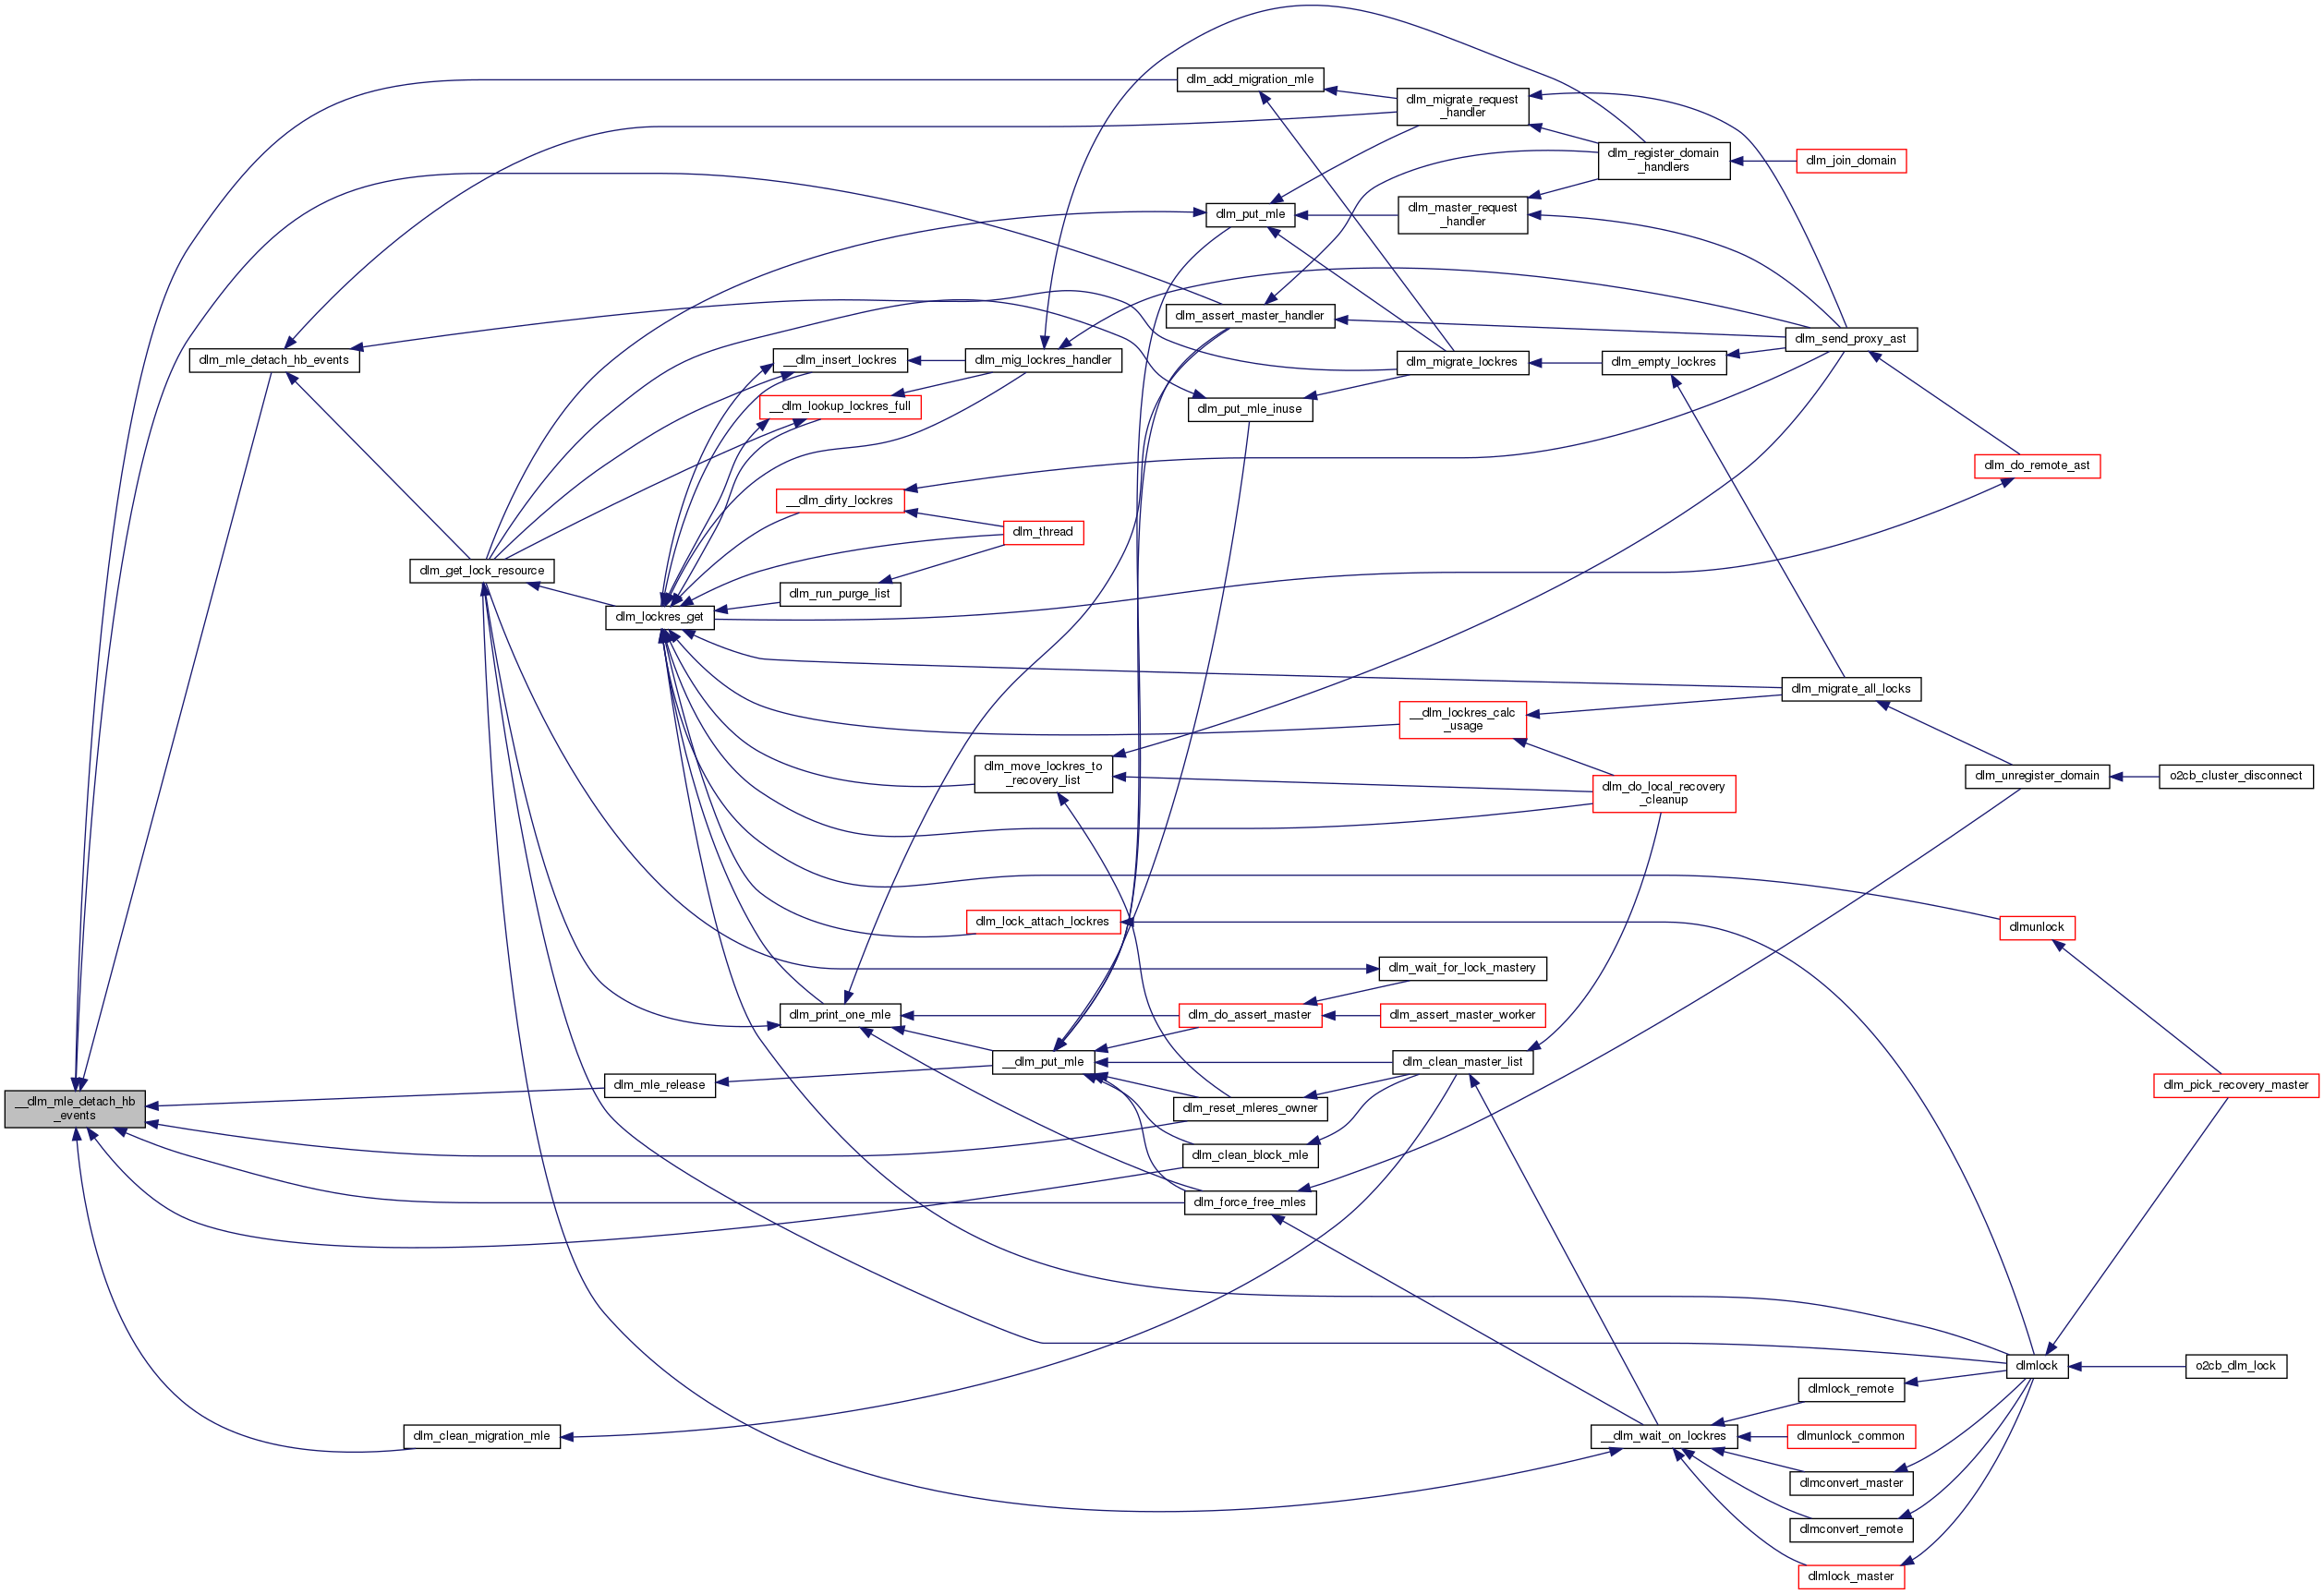 dlm_add_migration_mle
dlm_migrate_request
_handler
dlm_register_domain
_handlers
dlm_join_domain
dlm_put_mle
dlm_master_request
_handler
dlm_assert_master_handler
dlm_send_proxy_ast
dlm_mle_detach_hb_events
__dlm_insert_lockres
dlm_mig_lockres_handler
dlm_migrate_lockres
dlm_empty_lockres
__dlm_lookup_lockres_full
dlm_put_mle_inuse
dlm_do_remote_ast
__dlm_dirty_lockres
dlm_thread
dlm_get_lock_resource
dlm_run_purge_list
dlm_lockres_get
dlm_migrate_all_locks
__dlm_lockres_calc
_usage
dlm_move_lockres_to
_recovery_list
dlm_unregister_domain
o2cb_cluster_disconnect
dlm_do_local_recovery
_cleanup
dlm_lock_attach_lockres
dlmunlock
dlm_wait_for_lock_mastery
dlm_print_one_mle
dlm_do_assert_master
dlm_assert_master_worker
__dlm_put_mle
dlm_clean_master_list
dlm_mle_release
dlm_pick_recovery_master
__dlm_mle_detach_hb
_events
dlm_reset_mleres_owner
dlm_clean_block_mle
dlm_force_free_mles
dlmlock
o2cb_dlm_lock
dlmlock_remote
dlm_clean_migration_mle
__dlm_wait_on_lockres
dlmunlock_common
dlmconvert_master
dlmconvert_remote
dlmlock_master